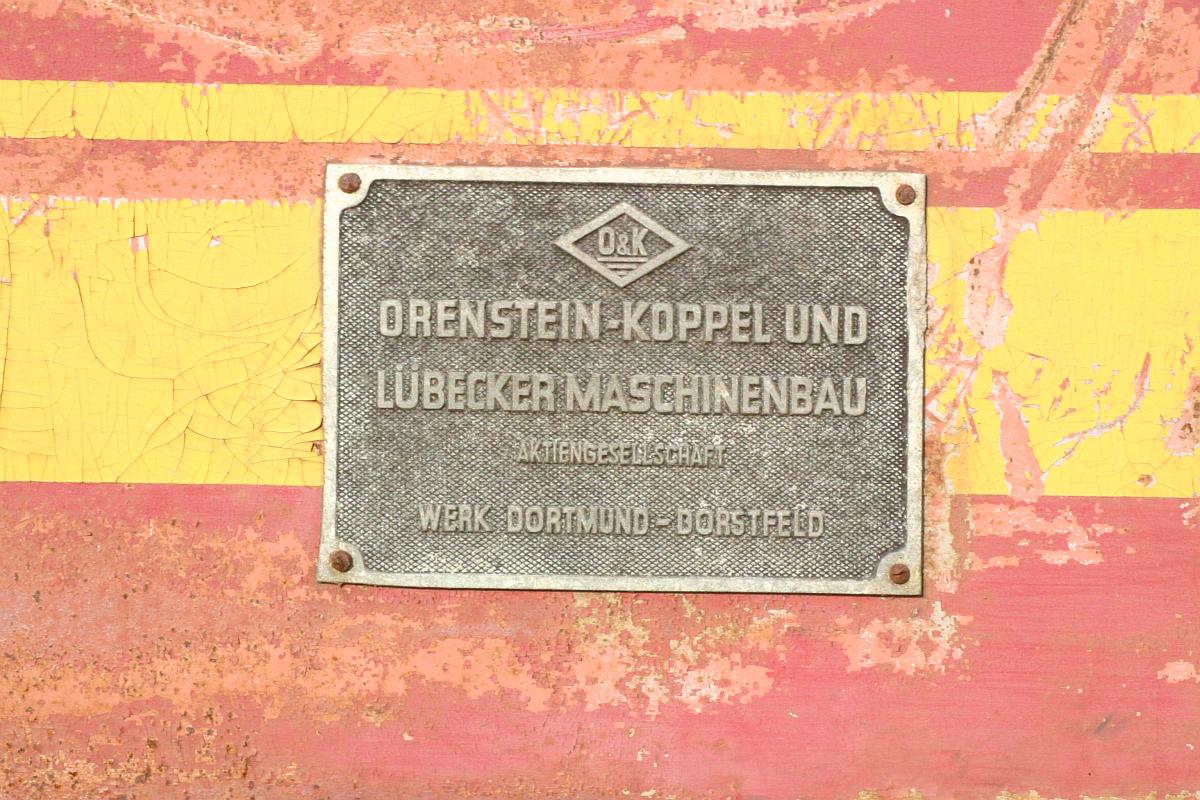 O&K
ORENSTEIN-KOPPEL UND
LÜBECKER MASCHINENBAU
AKTIENGESELLSCHAFT
WERK DORTMUND-DORSTFELD